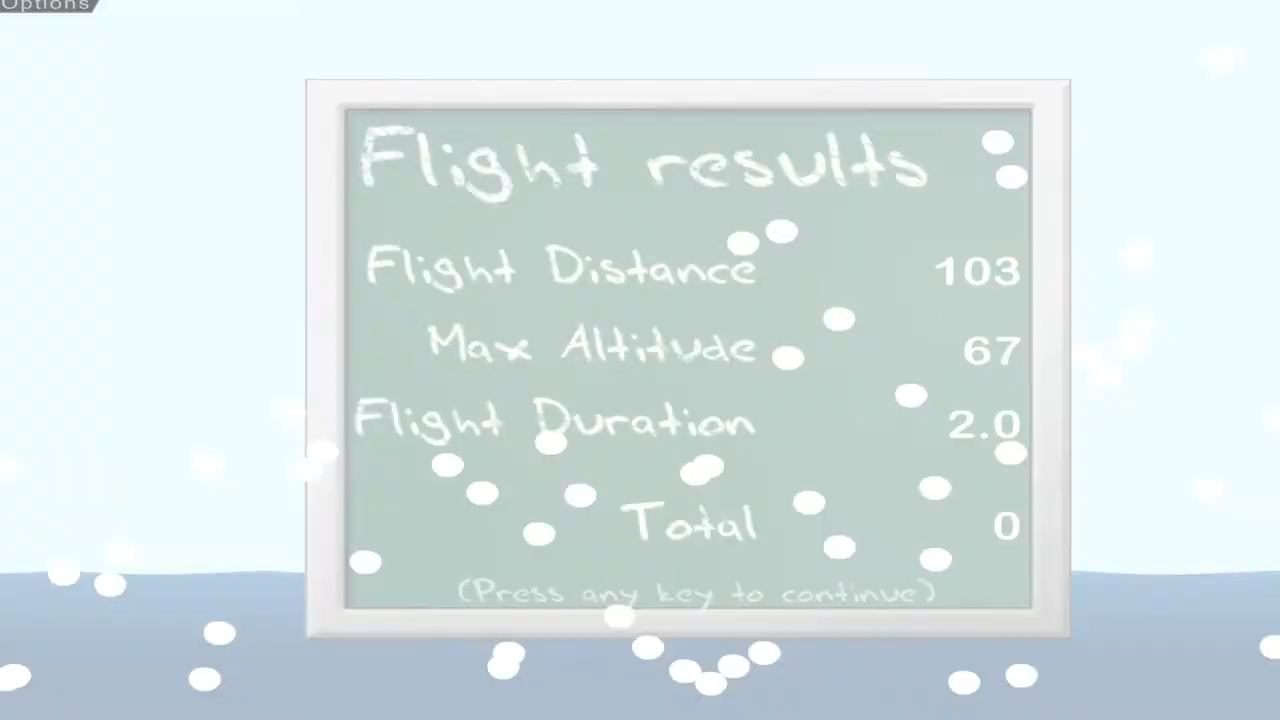 Options
Flight results
Flight Distance 103
Max Altitude 67
Flight Duration 2.0
Total 0
(Press any key to continue)